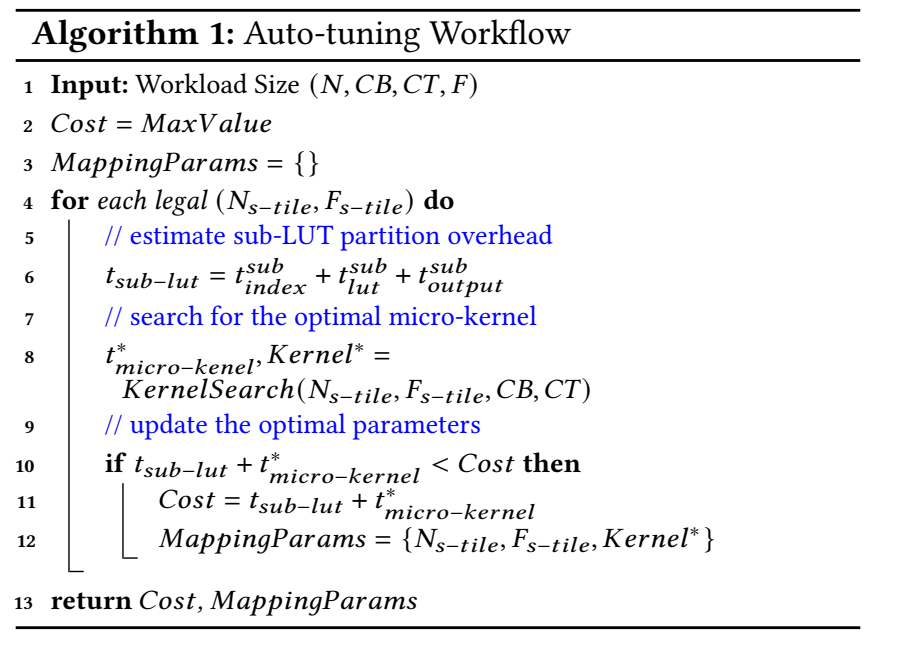 Algorithm 1: Auto-tuning Workflow
1 Input: Workload Size (N, CB, CT, F)
2 Cost = MaxValue
3 MappingParams = {}
4 for each legal (N_{s−tile}, F_{s−tile}) do
5 // estimate sub-LUT partition overhead
6 t_{sub−lut} = t_{index}^{sub} + t_{lut}^{sub} + t_{output}^{sub}
7 // search for the optimal micro-kernel
8 t^*_{micro−kenel}, Kernel^* =
KernelSearch(N_{s−tile}, F_{s−tile}, CB, CT)
9 // update the optimal parameters
10 if t_{sub−lut} + t^*_{micro−kernel} < Cost then
11 Cost = t_{sub−lut} + t^*_{micro−kernel}
12 MappingParams = {N_{s−tile}, F_{s−tile}, Kernel^*}
13 return Cost, MappingParams